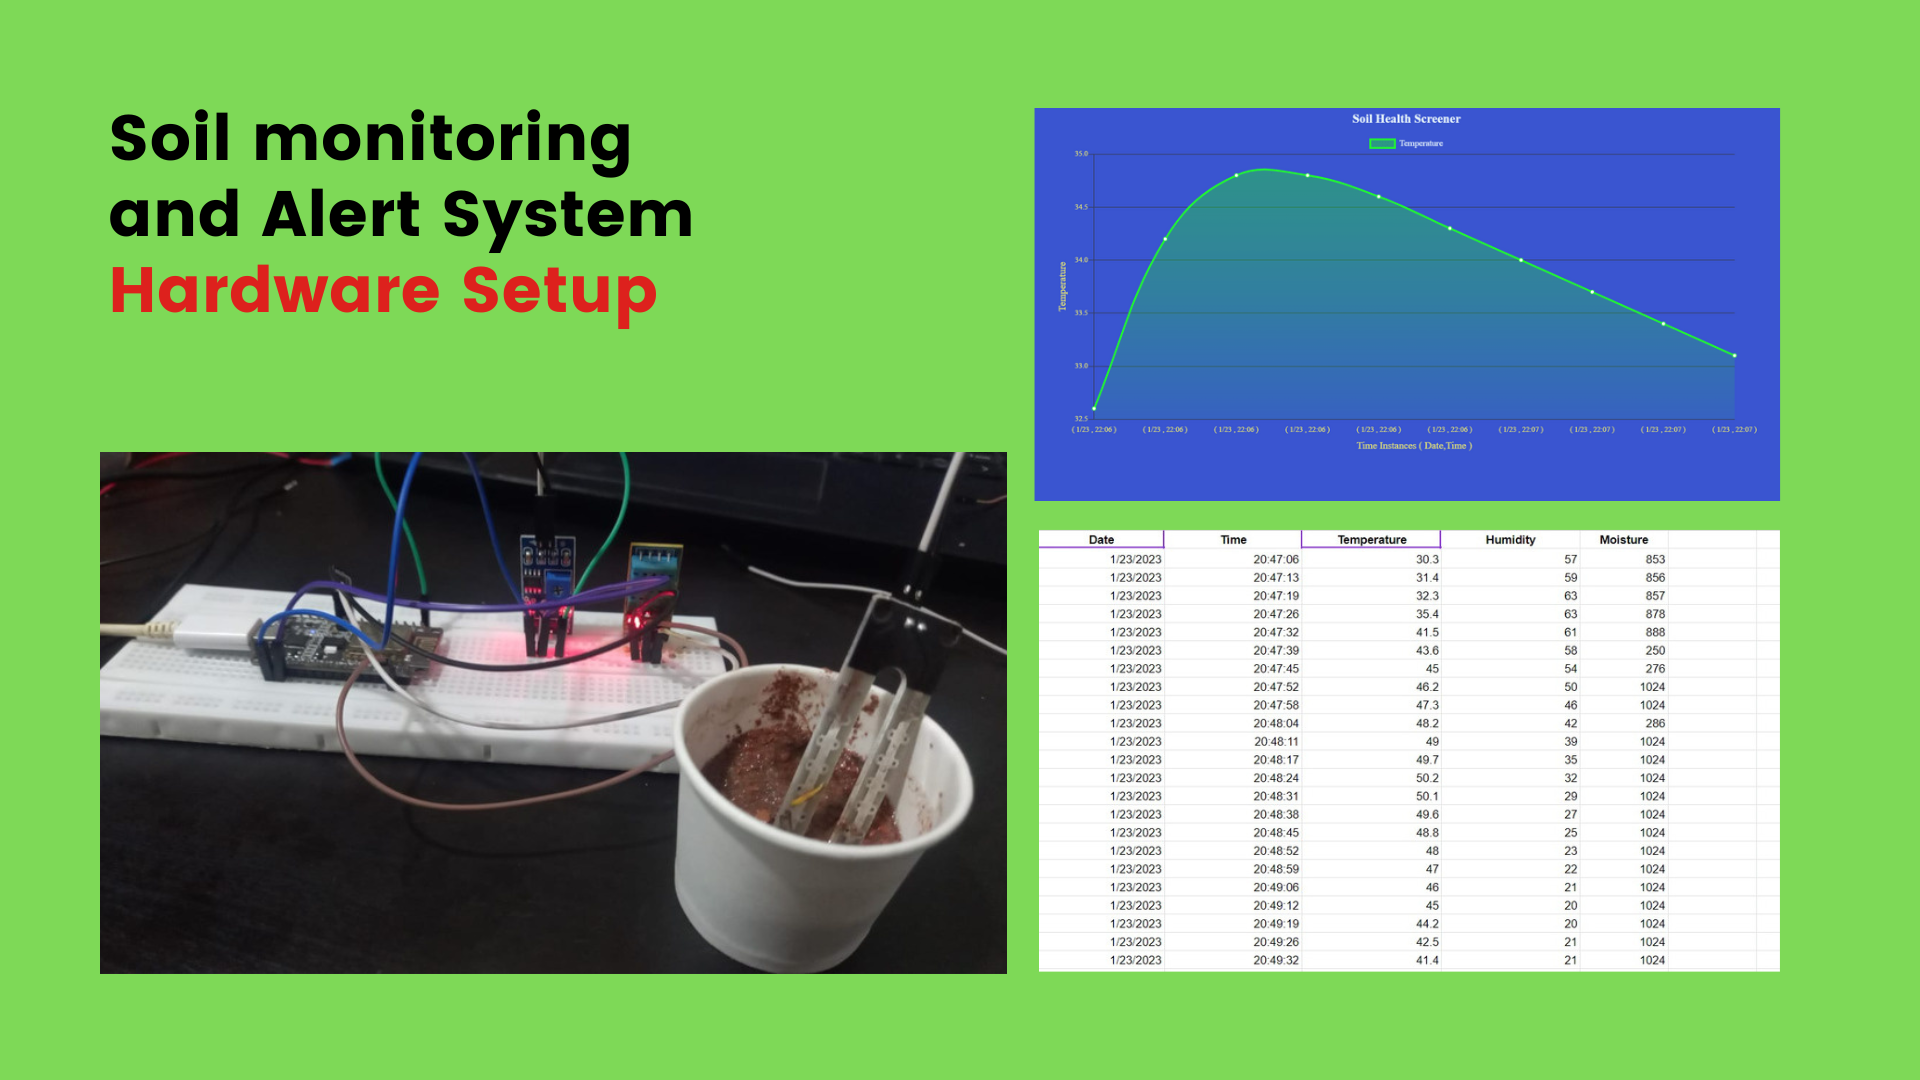 Soil monitoring
and Alert System
Hardware Setup
Soil Health Screener
Temperature
35.0
34.5
34.0
33.5
33.0
32.5
Temperature
( 1/23 , 22:06 ) ( 1/23 , 22:06 ) ( 1/23 , 22:06 ) ( 1/23 , 22:06 ) ( 1/23 , 22:06 ) ( 1/23 , 22:06 ) ( 1/23 , 22:07 ) ( 1/23 , 22:07 ) ( 1/23 , 22:07 ) ( 1/23 , 22:07 )
Time Instances ( Date,Time )
Date Time Temperature Humidity Moisture
1/23/2023 20:47:06 30.3 57 853
1/23/2023 20:47:13 31.4 59 856
1/23/2023 20:47:19 32.3 63 857
1/23/2023 20:47:26 35.4 63 878
1/23/2023 20:47:32 41.5 61 888
1/23/2023 20:47:39 43.6 58 250
1/23/2023 20:47:45 45 54 276
1/23/2023 20:47:52 46.2 50 1024
1/23/2023 20:47:58 47.3 46 1024
1/23/2023 20:48:04 48.2 42 286
1/23/2023 20:48:11 49 39 1024
1/23/2023 20:48:17 49.7 35 1024
1/23/2023 20:48:24 50.2 32 1024
1/23/2023 20:48:31 50.1 29 1024
1/23/2023 20:48:38 49.6 27 1024
1/23/2023 20:48:45 48.8 25 1024
1/23/2023 20:48:52 48 23 1024
1/23/2023 20:48:59 47 22 1024
1/23/2023 20:49:06 46 21 1024
1/23/2023 20:49:12 45 20 1024
1/23/2023 20:49:19 44.2 20 1024
1/23/2023 20:49:26 42.5 21 1024
1/23/2023 20:49:32 41.4 21 1024